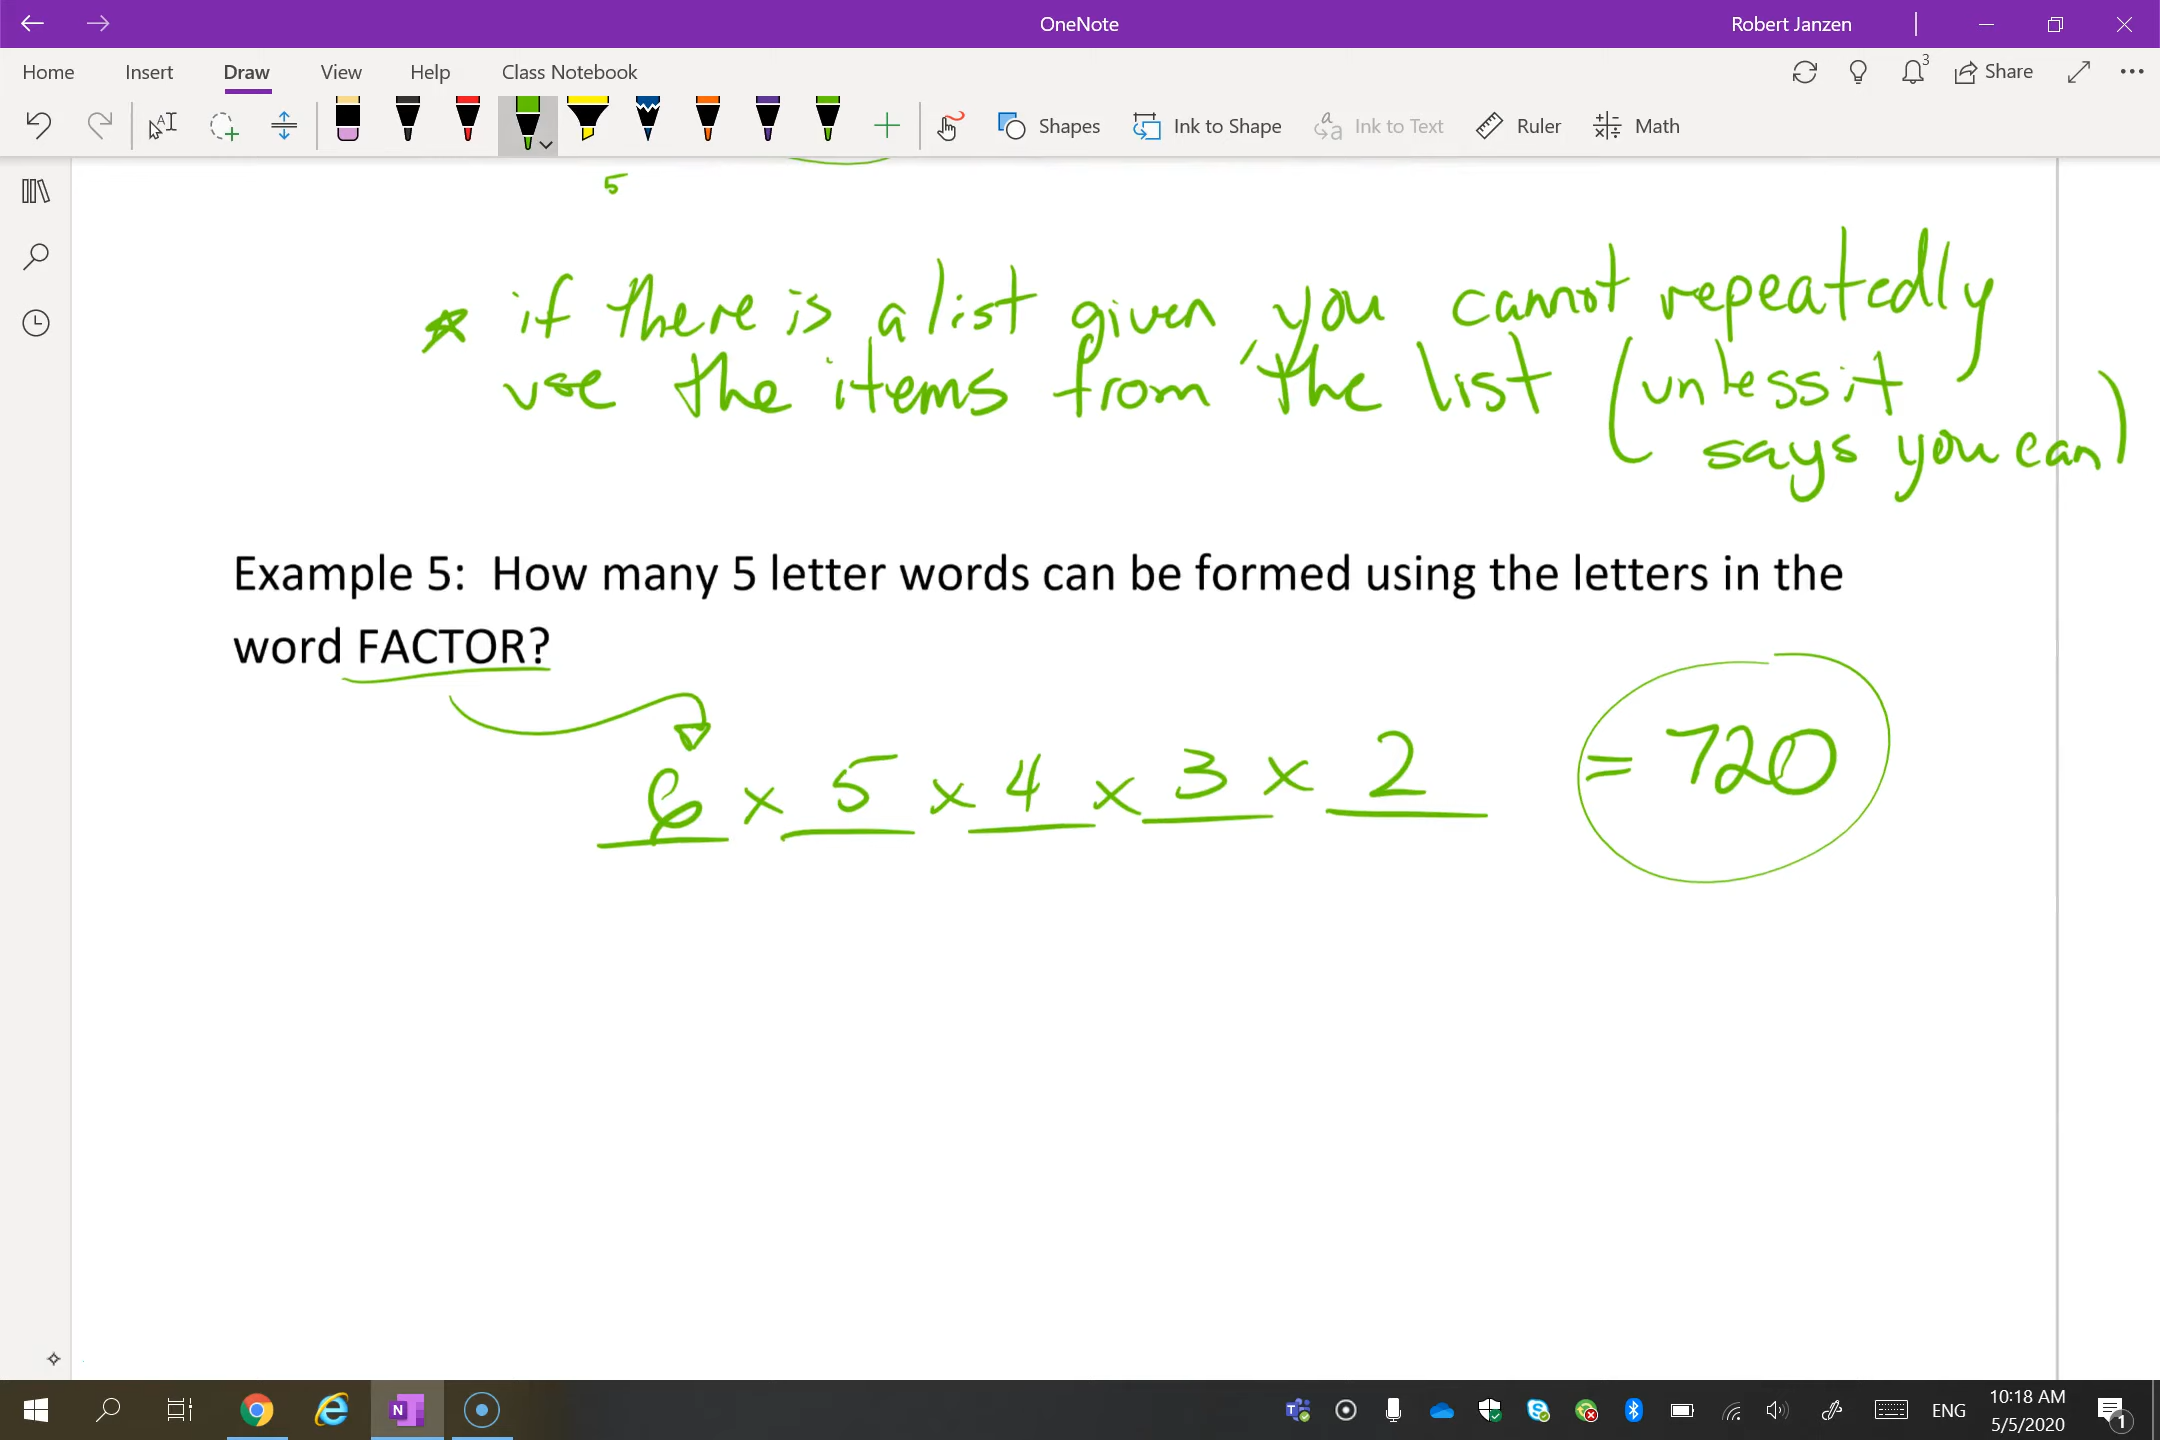 OneNote
Robert Janzen
Home Insert Draw View Help Class Notebook
3
Share
Shapes Ink to Shape Ink to Text Ruler Math
5
* if there is a list given, you cannot repeatedly
use the items from the list (unless it
says you can)
Example 5: How many 5 letter words can be formed using the letters in the
word FACTOR?
6 × 5 × 4 × 3 × 2 = 720
ENG
10:18 AM
5/5/2020
1